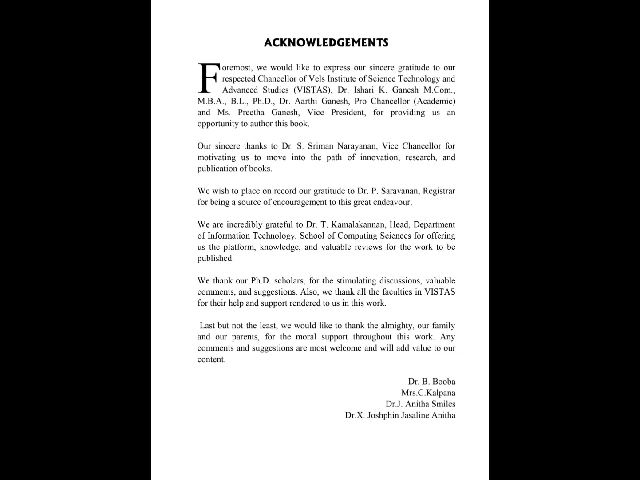 ACKNOWLEDGEMENTS
Foremost, we would like to express our sincere gratitude to our
respected Chancellor of Vels Institute of Science Technology and
Advanced Studies (VISTAS). Dr. Ishari K. Ganesh M.Com.,
M.B.A., B.L., Ph.D., Dr. Aarthi Ganesh, Pro Chancellor (Academic)
and Ms. Preetha Ganesh, Vice President, for providing us an
opportunity to author this book.
Our sincere thanks to Dr. S. Sriman Narayanan, Vice Chancellor for
motivating us to move into the path of innovation, research, and
publication of books.
We wish to place on record our gratitude to Dr. P. Saravanan, Registrar
for being a source of encouragement to this great endeavour.
We are incredibly grateful to Dr. T. Kamalakannan, Head, Department
of Information Technology, School of Computing Sciences for offering
us the platform, knowledge, and valuable reviews for the work to be
published
We thank our Ph.D. scholars, for the stimulating discussions, valuable
comments, and suggestions. Also, we thank all the faculties in VISTAS
for their help and support rendered to us in this work.
Last but not the least, we would like to thank the almighty, our family
and our parents, for the moral support throughout this work. Any
comments and suggestions are most welcome and will add value to our
content.
Dr. B. Booba
Mrs.C.Kalpana
Dr.J. Anitha Smiles
Dr.X. Joshphin Jasaline Anitha